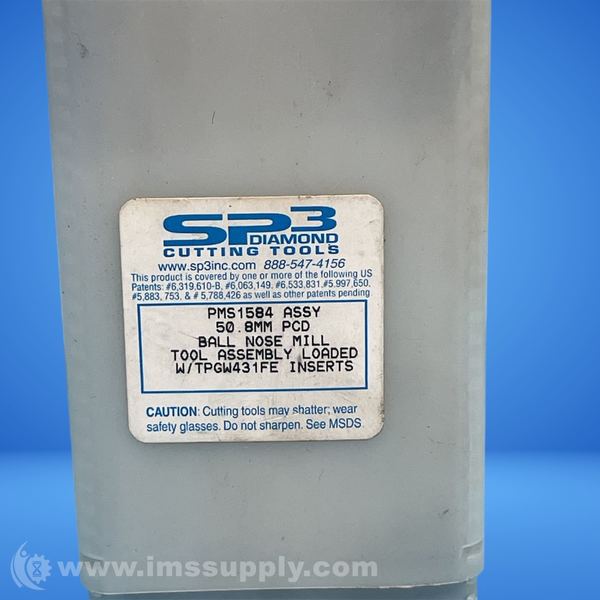 SP3
DIAMOND
CUTTING TOOLS
www.sp3inc.com 888-547-4156
This product is covered by one or more of the following US
Patents: #6,319,610-B, #6,063,149, #6,533,831, #5,997,650,
#5,883, 753, & # 5,788,426 as well as other patents pending
PMS1584 ASSY
50.8MM PCD
BALL NOSE MILL
TOOL ASSEMBLY LOADED
W/TPGW431FE INSERTS
CAUTION: Cutting tools may shatter; wear
safety glasses. Do not sharpen. See MSDS.
www.imssupply.com